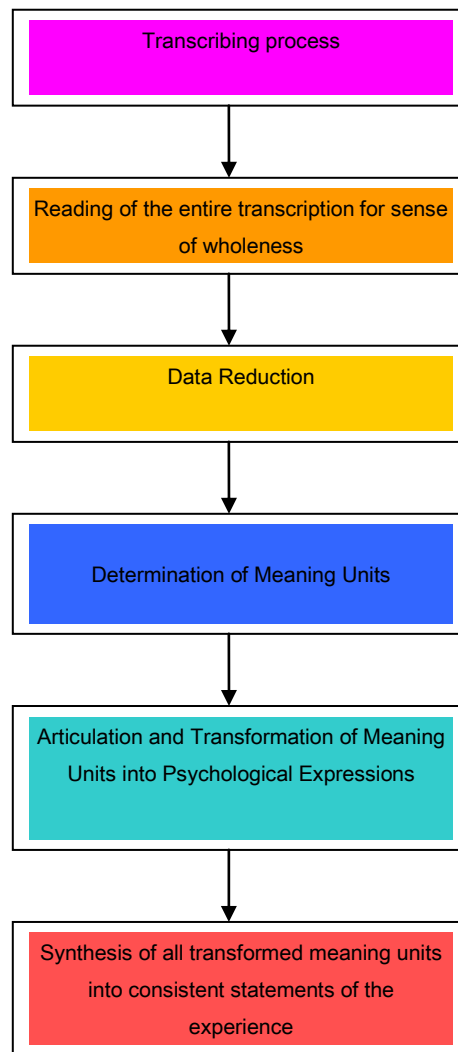 Transcribing process
Reading of the entire transcription for sense
of wholeness
Data Reduction
Determination of Meaning Units
Articulation and Transformation of Meaning
Units into Psychological Expressions
Synthesis of all transformed meaning units
into consistent statements of the
experience